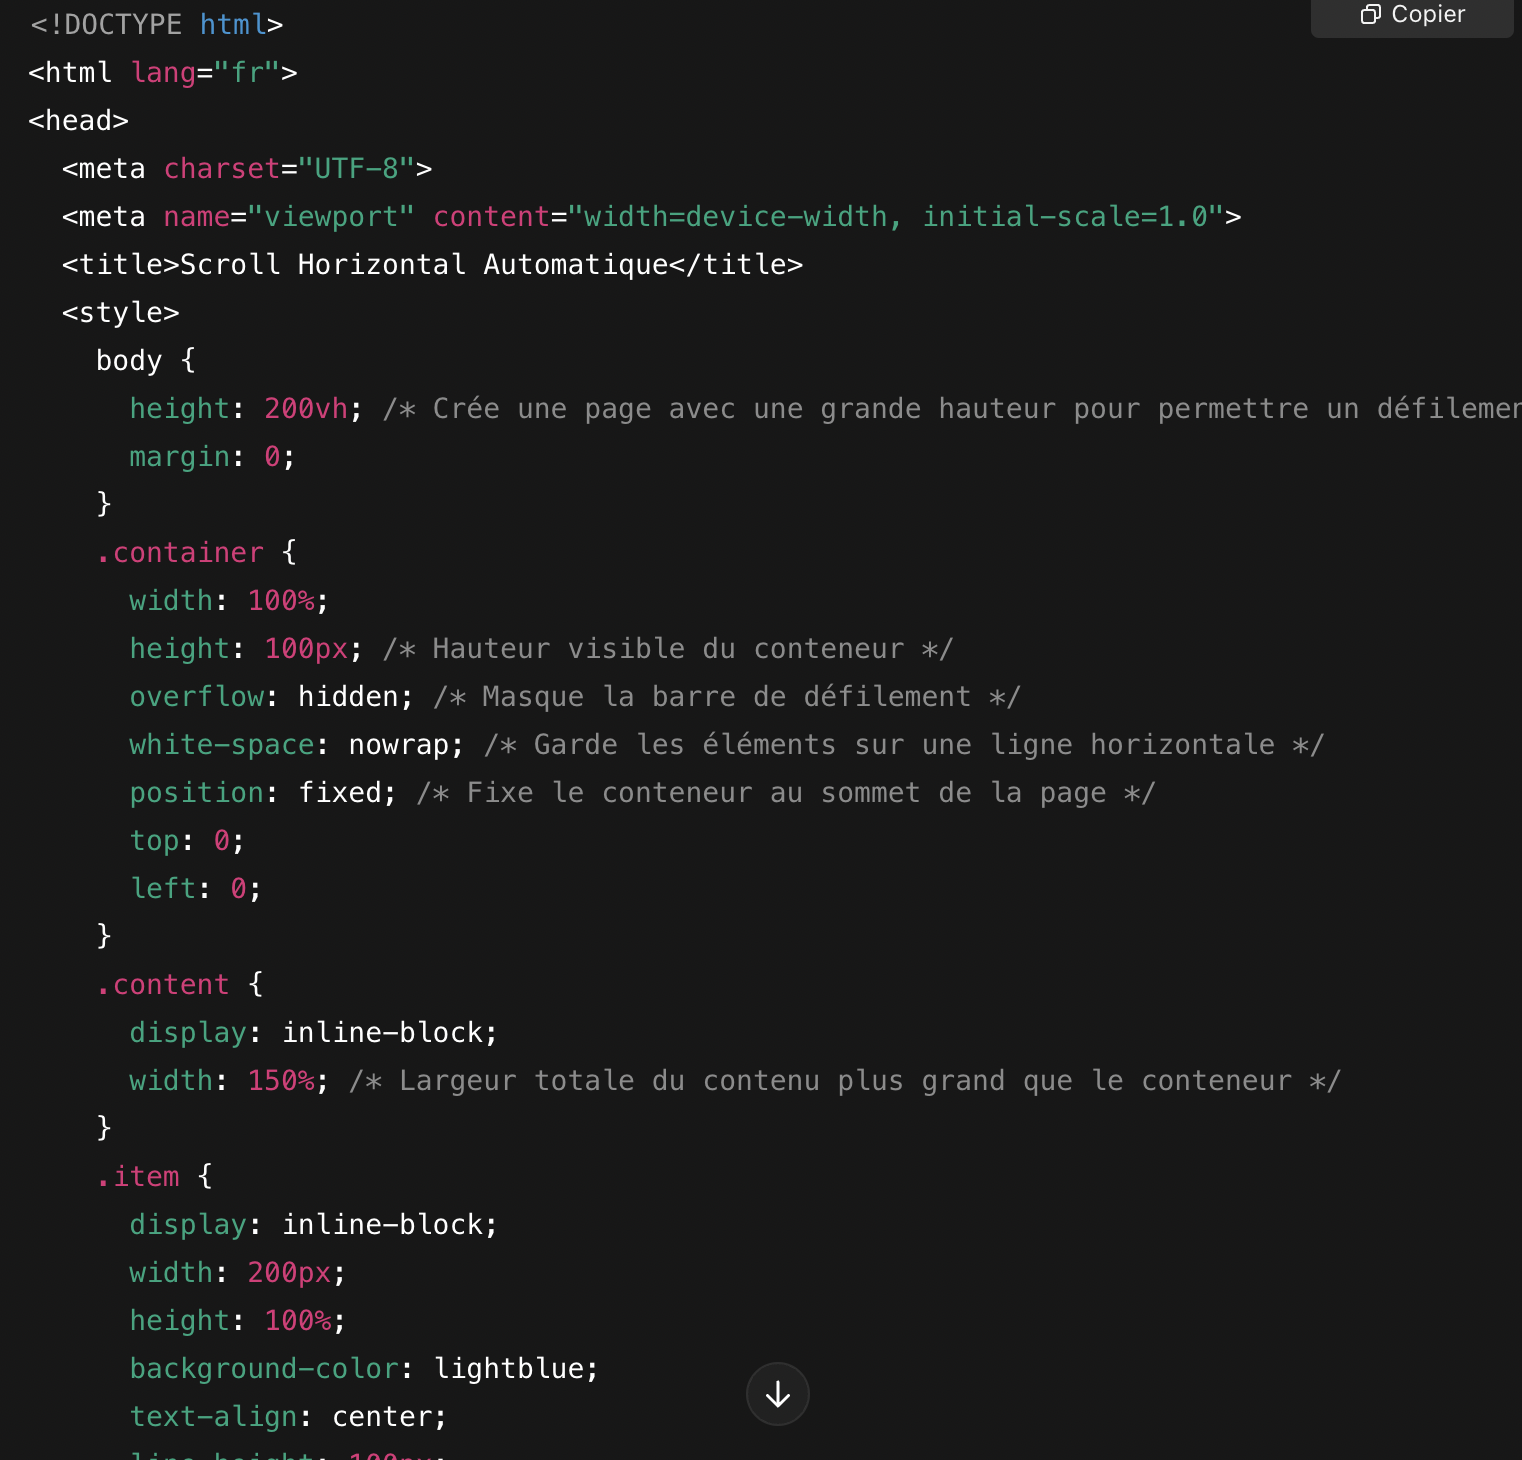 Copier
<!DOCTYPE html>
<html lang="fr">
<head>
  <meta charset="UTF-8">
  <meta name="viewport" content="width=device-width, initial-scale=1.0">
  <title>Scroll Horizontal Automatique</title>
  <style>
    body {
      height: 200vh; /* Crée une page avec une grande hauteur pour permettre un
      margin: 0;
    }
    .container {
      width: 100%;
      height: 100px; /* Hauteur visible du conteneur */
      overflow: hidden; /* Masque la barre de défilement */
      white-space: nowrap; /* Garde les éléments sur une ligne horizontale */
      position: fixed; /* Fixe le conteneur au sommet de la page */
      top: 0;
      left: 0;
    }
    .content {
      display: inline-block;
      width: 150%; /* Largeur totale du contenu plus grand que le conteneur */
    }
    .item {
      display: inline-block;
      width: 200px;
      height: 100%;
      background-color: lightblue;
      text-align: center;